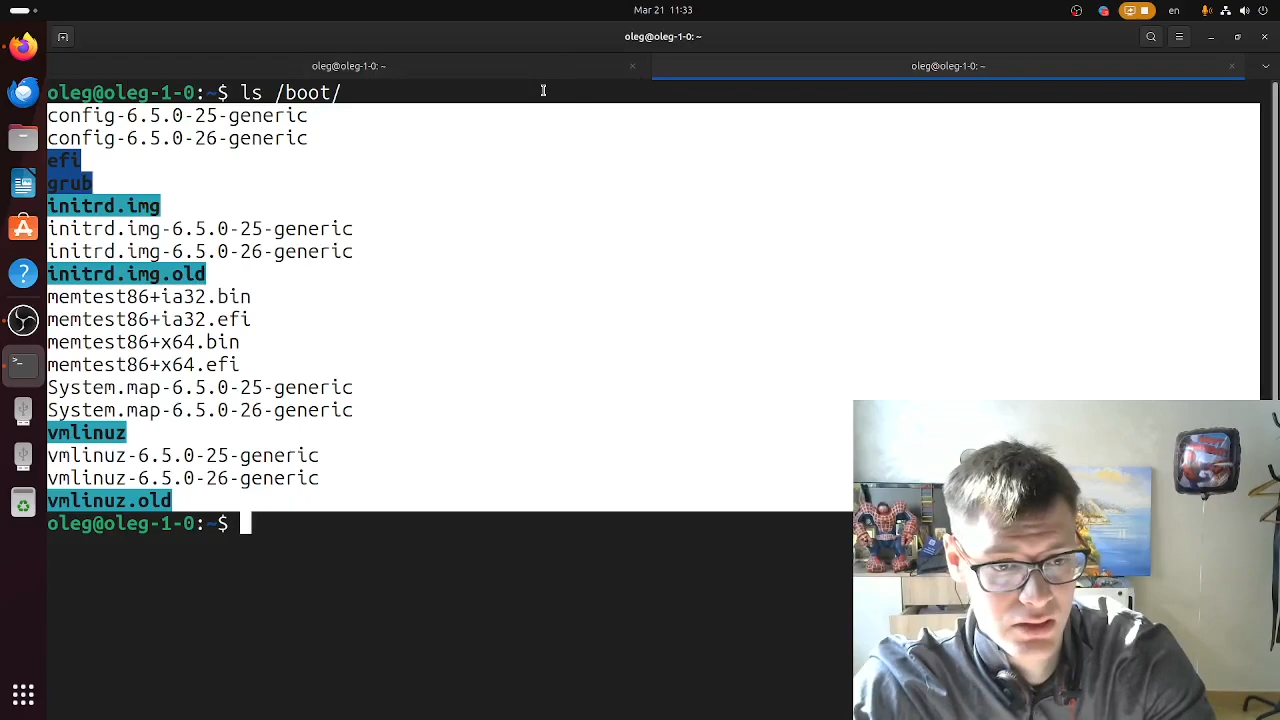 Mar 21 11:33
en
oleg@oleg-1-0: ~
oleg@oleg-1-0: ~
oleg@oleg-1-0: ~
oleg@oleg-1-0:~$ ls /boot/
config-6.5.0-25-generic
config-6.5.0-26-generic
efi
grub
initrd.img
initrd.img-6.5.0-25-generic
initrd.img-6.5.0-26-generic
initrd.img.old
memtest86+ia32.bin
memtest86+ia32.efi
memtest86+x64.bin
memtest86+x64.efi
System.map-6.5.0-25-generic
System.map-6.5.0-26-generic
vmlinuz
vmlinuz-6.5.0-25-generic
vmlinuz-6.5.0-26-generic
vmlinuz.old
oleg@oleg-1-0:~$